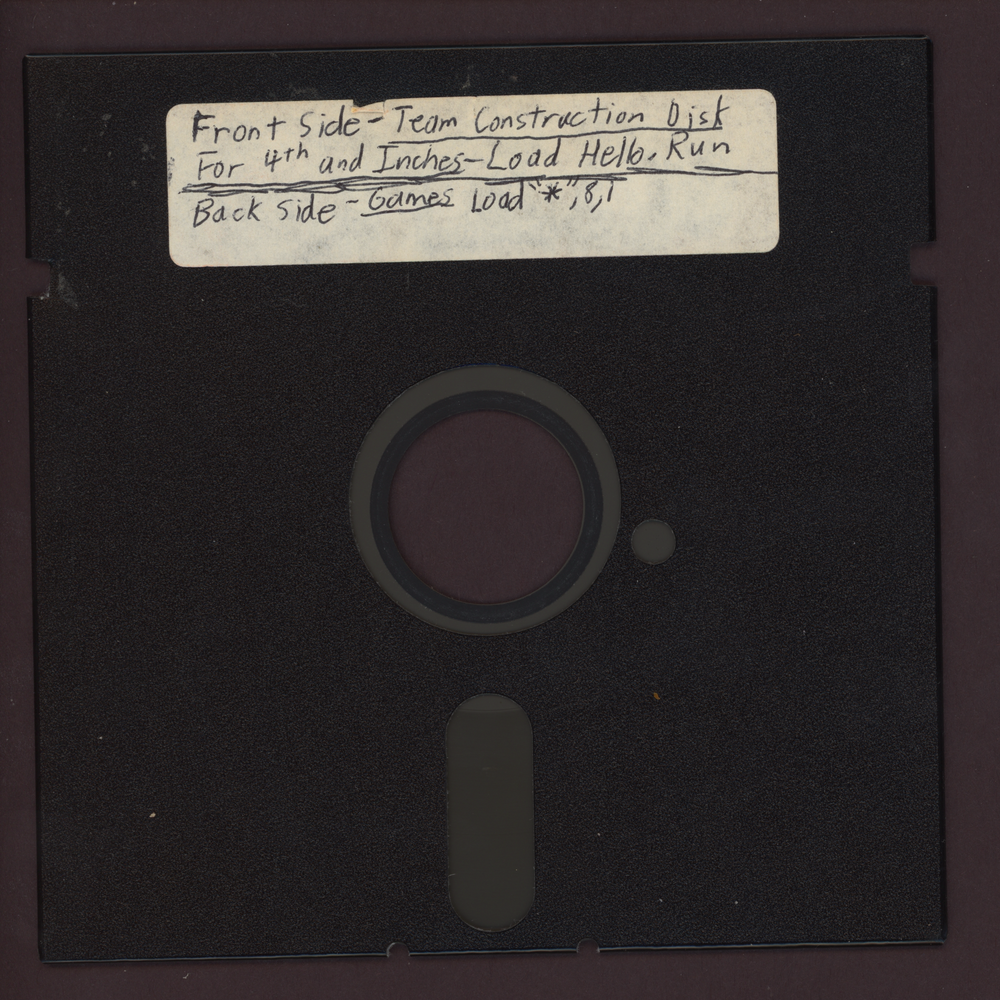 Front Side - Team Construction Disk
For 4th and Inches - Load Hello. Run
Back Side - Games Load "*",8,1